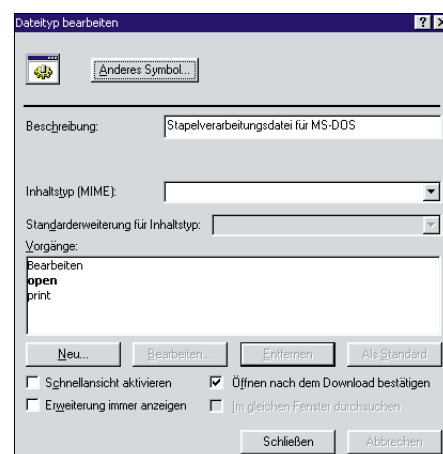 Dateityp bearbeiten
Anderes Symbol...
Beschreibung: Stapelverarbeitungsdatei für MS-DOS
Inhaltstyp (MIME):
Standarderweiterung für Inhaltstyp:
Vorgänge:
Bearbeiten
open
print
Neu... Bearbeiten... Entfernen Als Standard
Schnellansicht aktivieren Öffnen nach dem Download bestätigen
Erweiterung immer anzeigen Im gleichen Fenster durchsuchen
Schließen Abbrechen